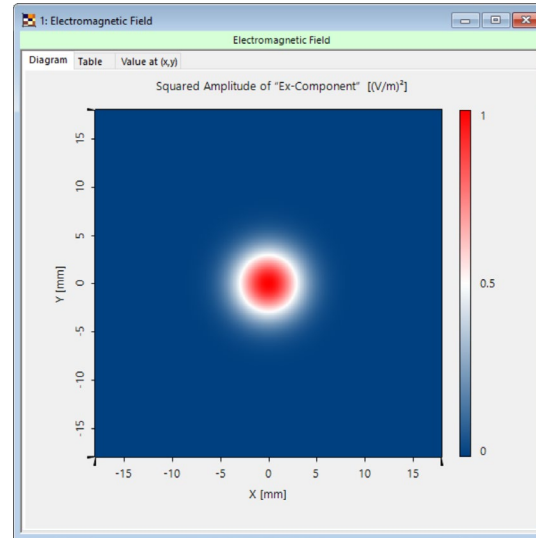 1: Electromagnetic Field
Electromagnetic Field
Diagram Table Value at (x,y)
Squared Amplitude of "Ex-Component" [(V/m)²]
1
0.5
0
15
10
5
0
-5
-10
-15
Y [mm]
-15 -10 -5 0 5 10 15
X [mm]